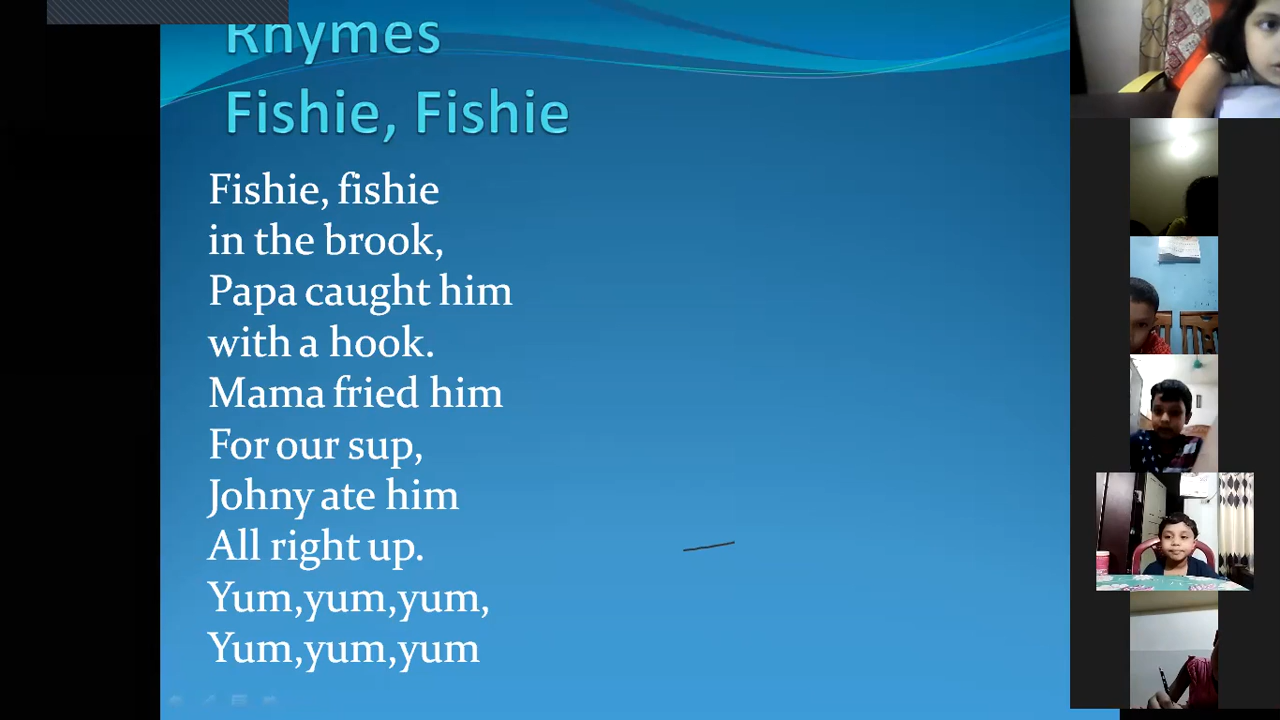 Rhymes
Fishie, Fishie
Fishie, fishie
in the brook,
Papa caught him
with a hook.
Mama fried him
For our sup,
Johny ate him
All right up.
Yum,yum,yum,
Yum,yum,yum